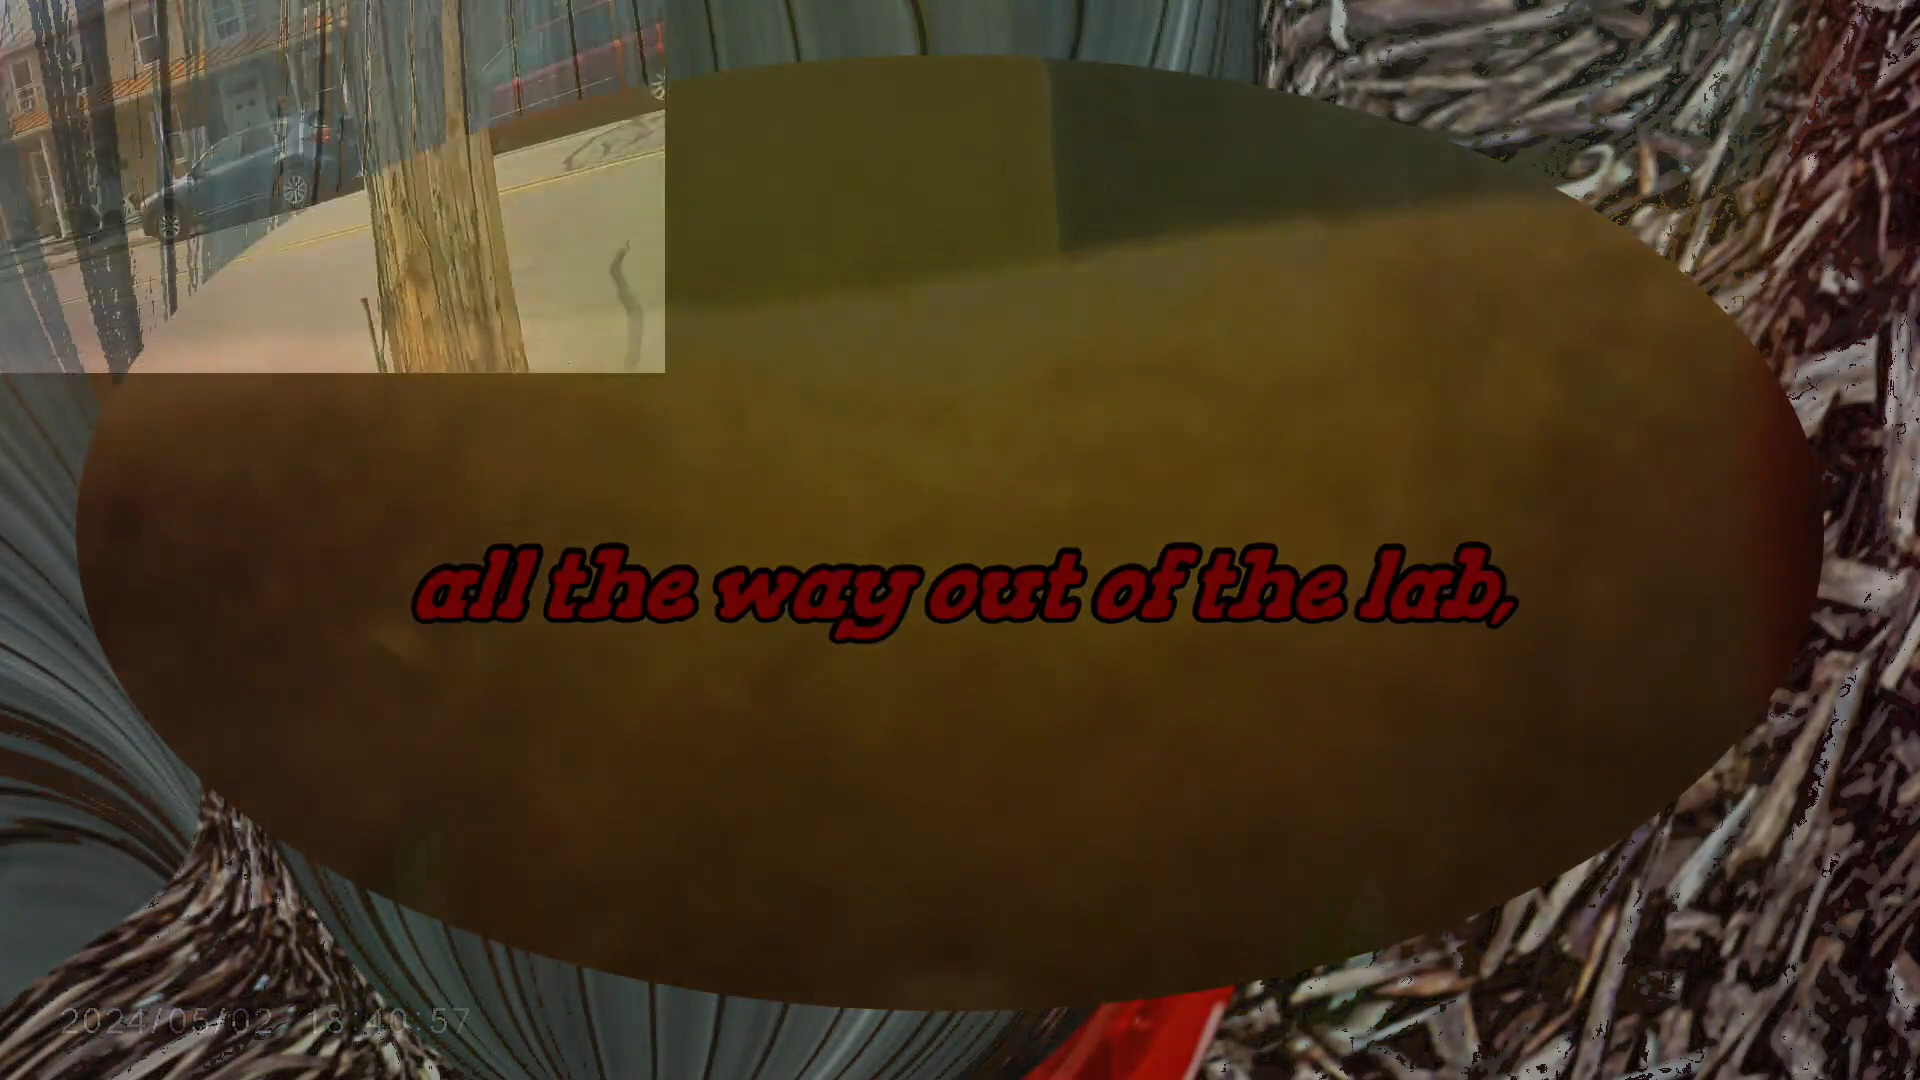 all the way out of the lab,
2024/05/02 18:40:57